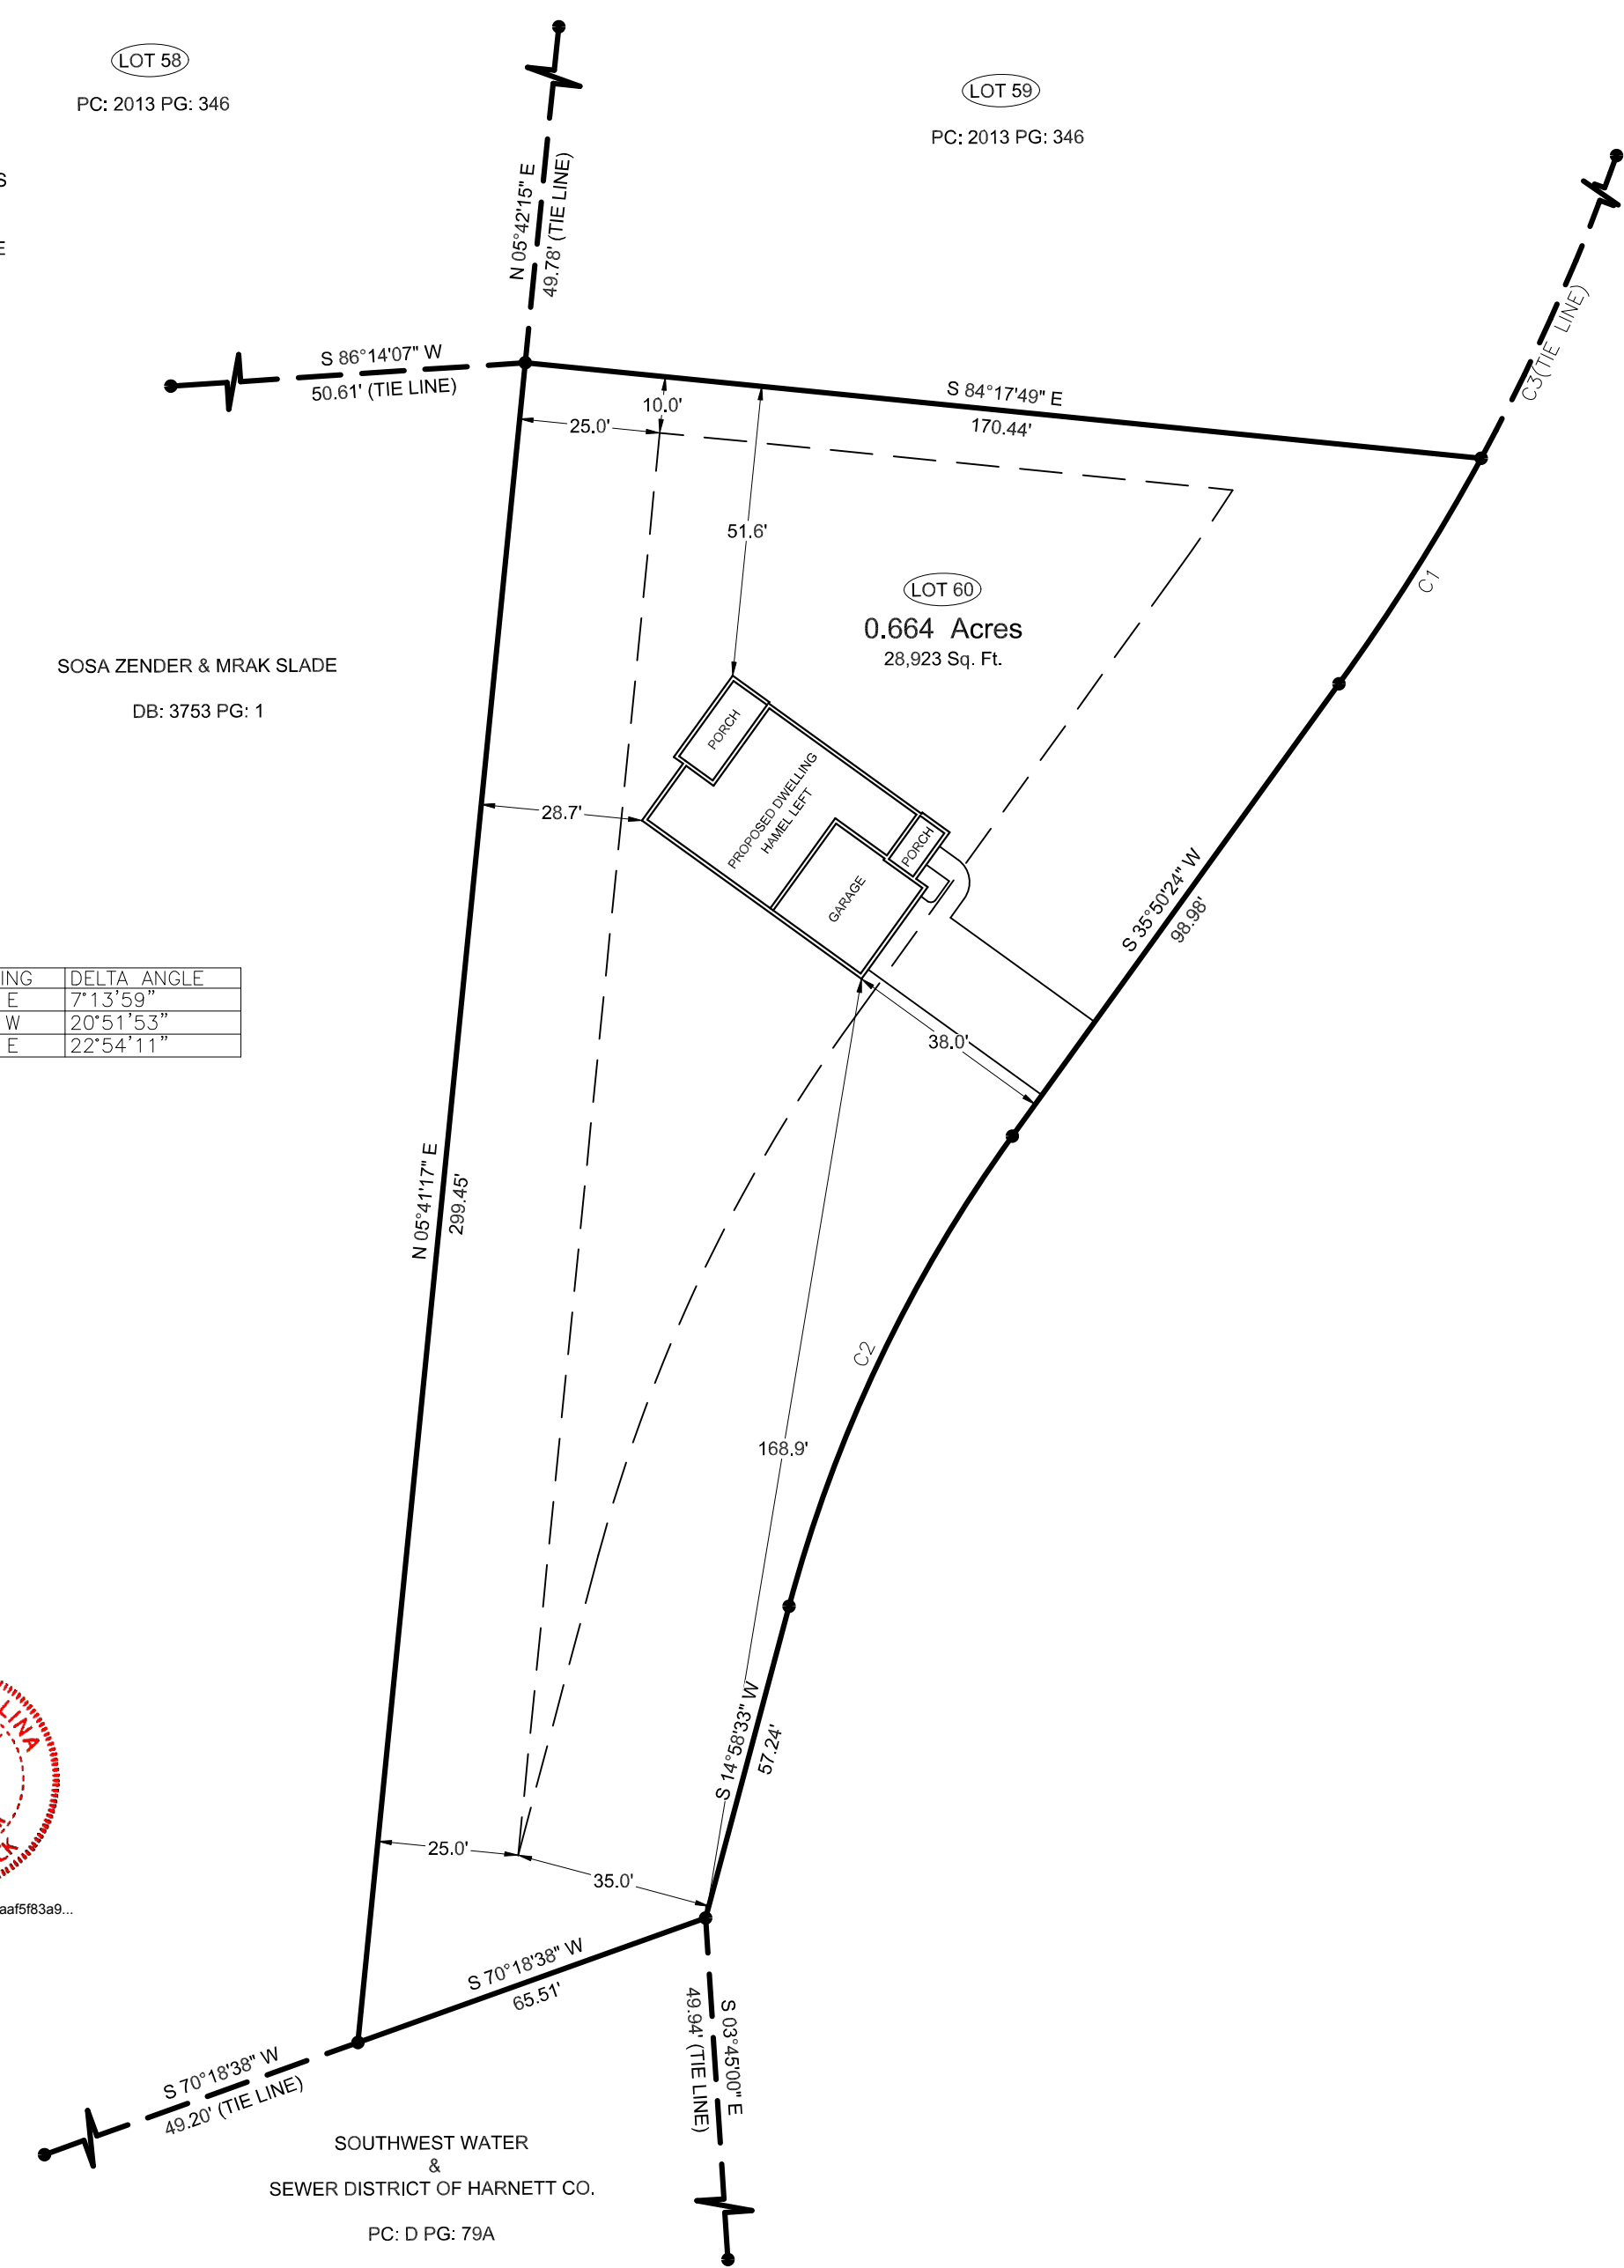 LOT 58
PC: 2013 PG: 346
LOT 59
PC: 2013 PG: 346
S
E
N 05°42'15" E
49.78' (TIE LINE)
C3(TIE LINE)
S 86°14'07" W
50.61' (TIE LINE)
S 84°17'49" E
170.44'
10.0'
25.0'
51.6'
LOT 60
0.664 Acres
28,923 Sq. Ft.
C1
SOSA ZENDER & MRAK SLADE
DB: 3753 PG: 1
PORCH
PROPOSED DWELLING
HAMEL LEFT
PORCH
GARAGE
28.7'
S 35°50'24" W
98.98'
ING DELTA ANGLE
E 7°13'59"
W 20°51'53"
E 22°54'11"
38.0'
N 05°41'17" E
299.45'
C2
168.9'
S 14°58'33" W
57.24'
LINA
CK
25.0'
35.0'
aaf5f83a9...
S 70°18'38" W
65.51'
S 03°45'00" E
49.94' (TIE LINE)
S 70°18'38" W
49.20' (TIE LINE)
SOUTHWEST WATER
&
SEWER DISTRICT OF HARNETT CO.
PC: D PG: 79A